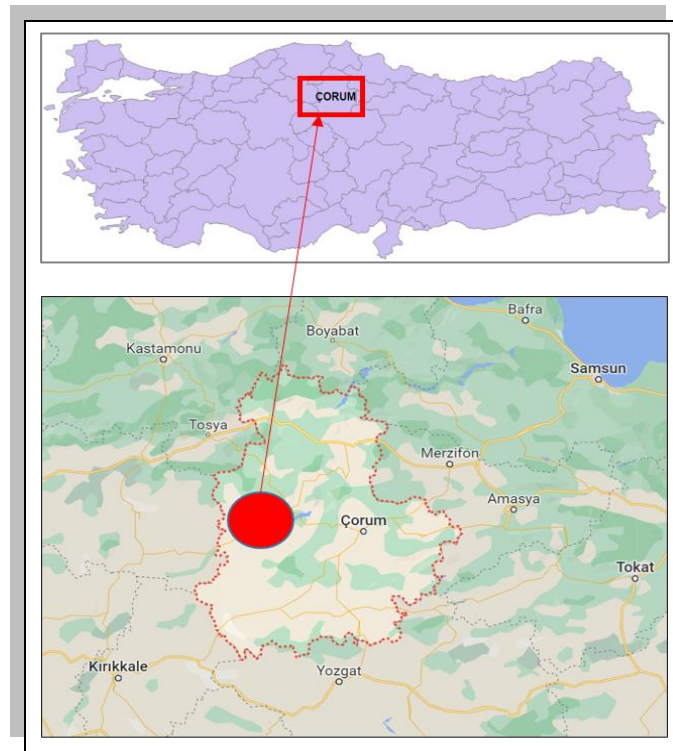 ÇORUM
Bafra
Boyabat
Kastamonu
Samsun
Tosya
Merzifon
Amasya
Çorum
Tokat
Kırıkkale
Yozgat